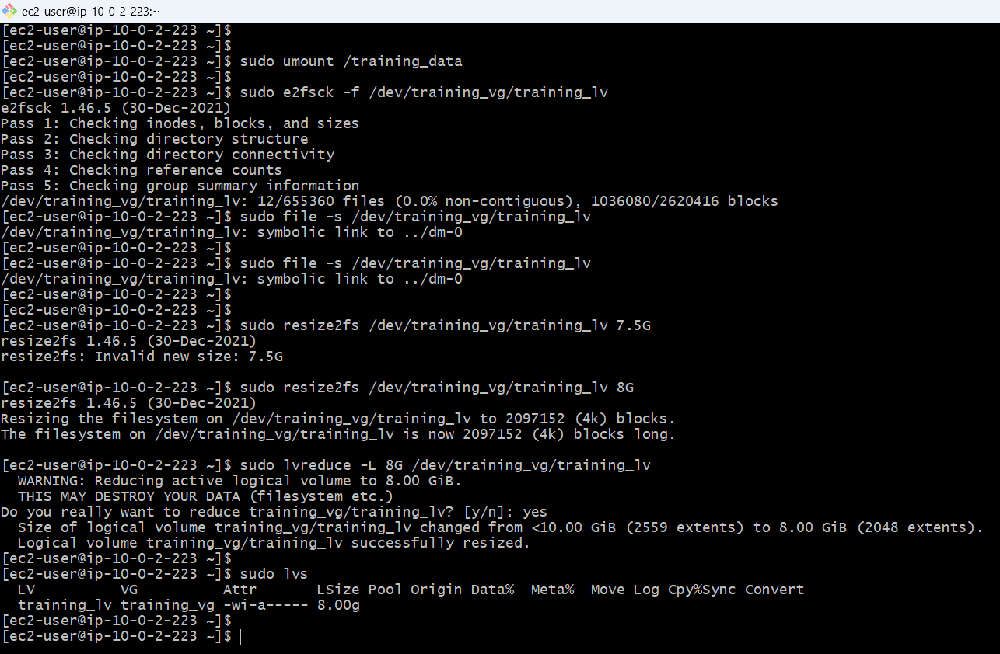 ec2-user@ip-10-0-2-223:~
[ec2-user@ip-10-0-2-223 ~]$
[ec2-user@ip-10-0-2-223 ~]$
[ec2-user@ip-10-0-2-223 ~]$ sudo umount /training_data
[ec2-user@ip-10-0-2-223 ~]$
[ec2-user@ip-10-0-2-223 ~]$ sudo e2fsck -f /dev/training_vg/training_lv
e2fsck 1.46.5 (30-Dec-2021)
Pass 1: Checking inodes, blocks, and sizes
Pass 2: Checking directory structure
Pass 3: Checking directory connectivity
Pass 4: Checking reference counts
Pass 5: Checking group summary information
/dev/training_vg/training_lv: 12/655360 files (0.0% non-contiguous), 1036080/2620416 blocks
[ec2-user@ip-10-0-2-223 ~]$ sudo file -s /dev/training_vg/training_lv
/dev/training_vg/training_lv: symbolic link to ../dm-0
[ec2-user@ip-10-0-2-223 ~]$
[ec2-user@ip-10-0-2-223 ~]$ sudo file -s /dev/training_vg/training_lv
/dev/training_vg/training_lv: symbolic link to ../dm-0
[ec2-user@ip-10-0-2-223 ~]$
[ec2-user@ip-10-0-2-223 ~]$
[ec2-user@ip-10-0-2-223 ~]$ sudo resize2fs /dev/training_vg/training_lv 7.5G
resize2fs 1.46.5 (30-Dec-2021)
resize2fs: Invalid new size: 7.5G
[ec2-user@ip-10-0-2-223 ~]$ sudo resize2fs /dev/training_vg/training_lv 8G
resize2fs 1.46.5 (30-Dec-2021)
Resizing the filesystem on /dev/training_vg/training_lv to 2097152 (4k) blocks.
The filesystem on /dev/training_vg/training_lv is now 2097152 (4k) blocks long.
[ec2-user@ip-10-0-2-223 ~]$ sudo lvreduce -L 8G /dev/training_vg/training_lv
  WARNING: Reducing active logical volume to 8.00 GiB.
  THIS MAY DESTROY YOUR DATA (filesystem etc.)
Do you really want to reduce training_vg/training_lv? [y/n]: yes
  Size of logical volume training_vg/training_lv changed from <10.00 GiB (2559 extents) to 8.00 GiB (2048 extents).
  Logical volume training_vg/training_lv successfully resized.
[ec2-user@ip-10-0-2-223 ~]$
[ec2-user@ip-10-0-2-223 ~]$ sudo lvs
  LV          VG          Attr       LSize Pool Origin Data%  Meta%  Move Log Cpy%Sync Convert
  training_lv training_vg -wi-a----- 8.00g
[ec2-user@ip-10-0-2-223 ~]$
[ec2-user@ip-10-0-2-223 ~]$